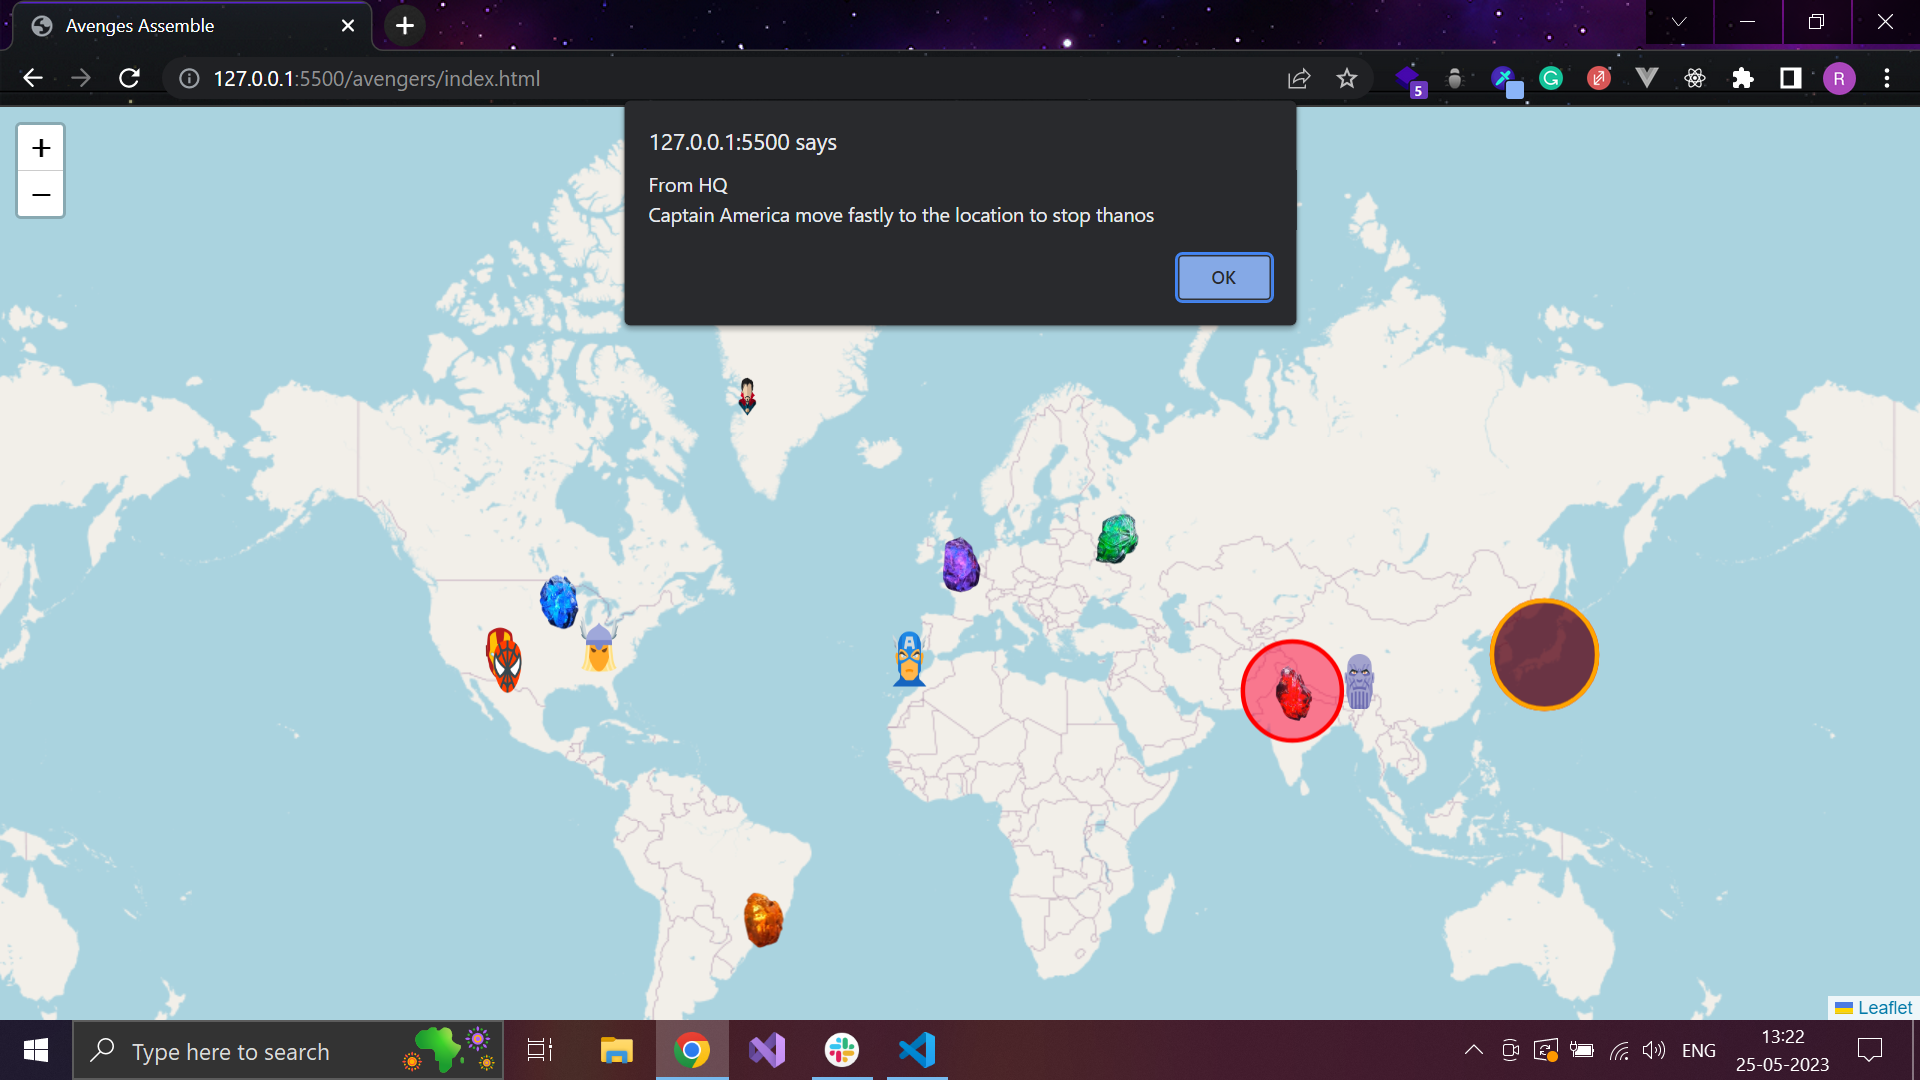 Avenges Assemble
127.0.0.1:5500/avengers/index.html
5
R
+
−
127.0.0.1:5500 says
From HQ
Captain America move fastly to the location to stop thanos
OK
A
Leaflet
Type here to search
ENG
13:22
25-05-2023